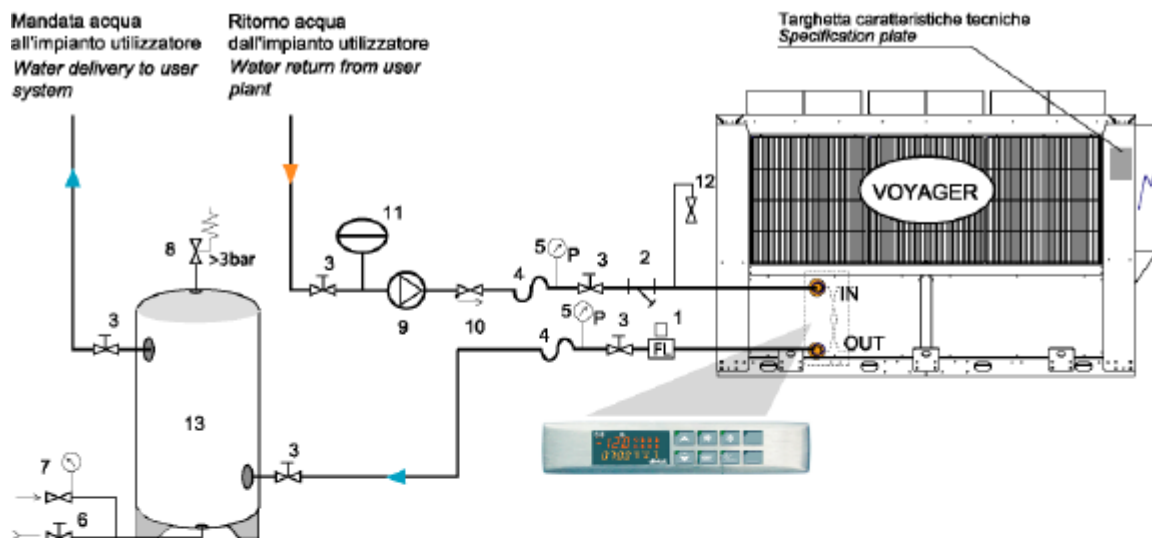 Mandata acqua
all'impianto utilizzatore
Water delivery to user
system
Ritorno acqua
dall'impianto utilizzatore
Water return from user
plant
Targhetta caratteristiche tecniche
Specification plate
VOYAGER
12
11
8
>3bar
3
5
P
3
2
4
9
10
IN
5
P
3
1
FL
4
OUT
3
13
3
7
6